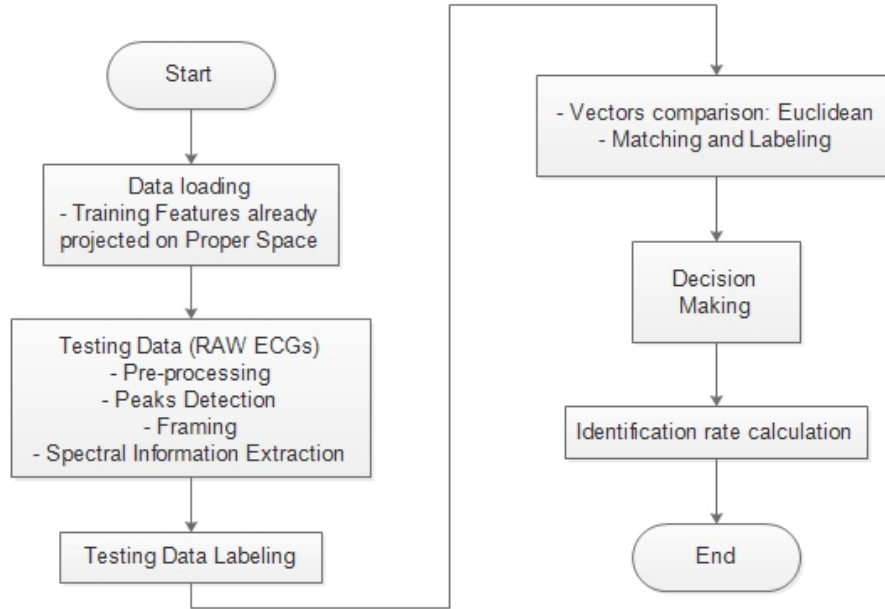 Start
Data loading
- Training Features already
projected on Proper Space
Testing Data (RAW ECGs)
- Pre-processing
- Peaks Detection
- Framing
- Spectral Information Extraction
Testing Data Labeling
- Vectors comparison: Euclidean
- Matching and Labeling
Decision
Making
Identification rate calculation
End